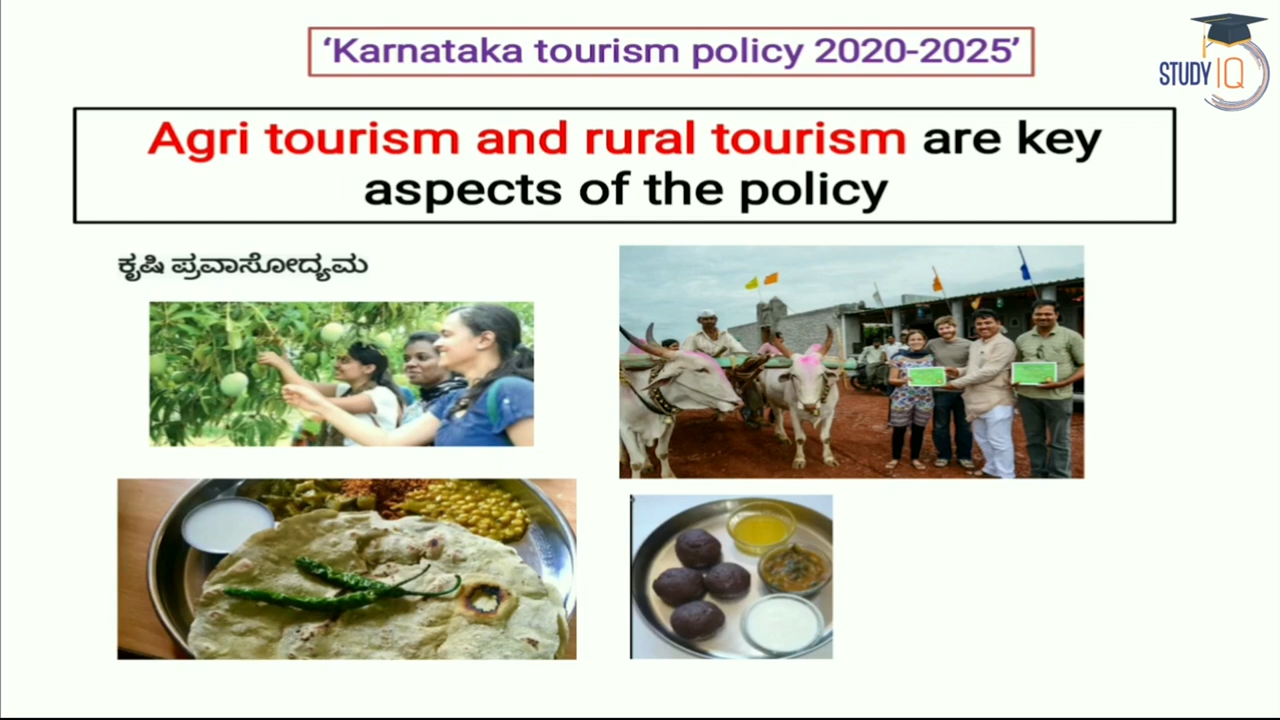 ‘Karnataka tourism policy 2020-2025’
STUDY IQ
Agri tourism and rural tourism are key
aspects of the policy
ಕೃಷಿ ಪ್ರವಾಸೋದ್ಯಮ